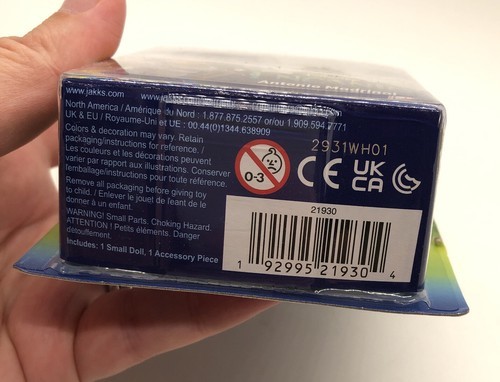 Antonio Madrigal
www.jakks.com
North America / Amérique du Nord : 1.877.875.2557 or/ou 1.909.594.7771
UK & EU / Royaume-Uni et UE : 00.44(0)1344.638909
Colors & decoration may vary. Retain
packaging/instructions for reference. /
Les couleurs et les décorations peuvent
varier par rapport aux illustrations. Conserver
l'emballage/instructions pour toute référence.
Remove all packaging before giving toy
to child. / Enlever le jouet de l'eant de le
donner à un enfant.
WARNING! Small Parts. Choking Hazard.
ATTENTION ! Petits éléments. Danger
détouffement.
Includes: 1 Small Doll, 1 Accessory Piece
2931WH01
0-3
CE
UK
CA
21930
1 92995 21930 4